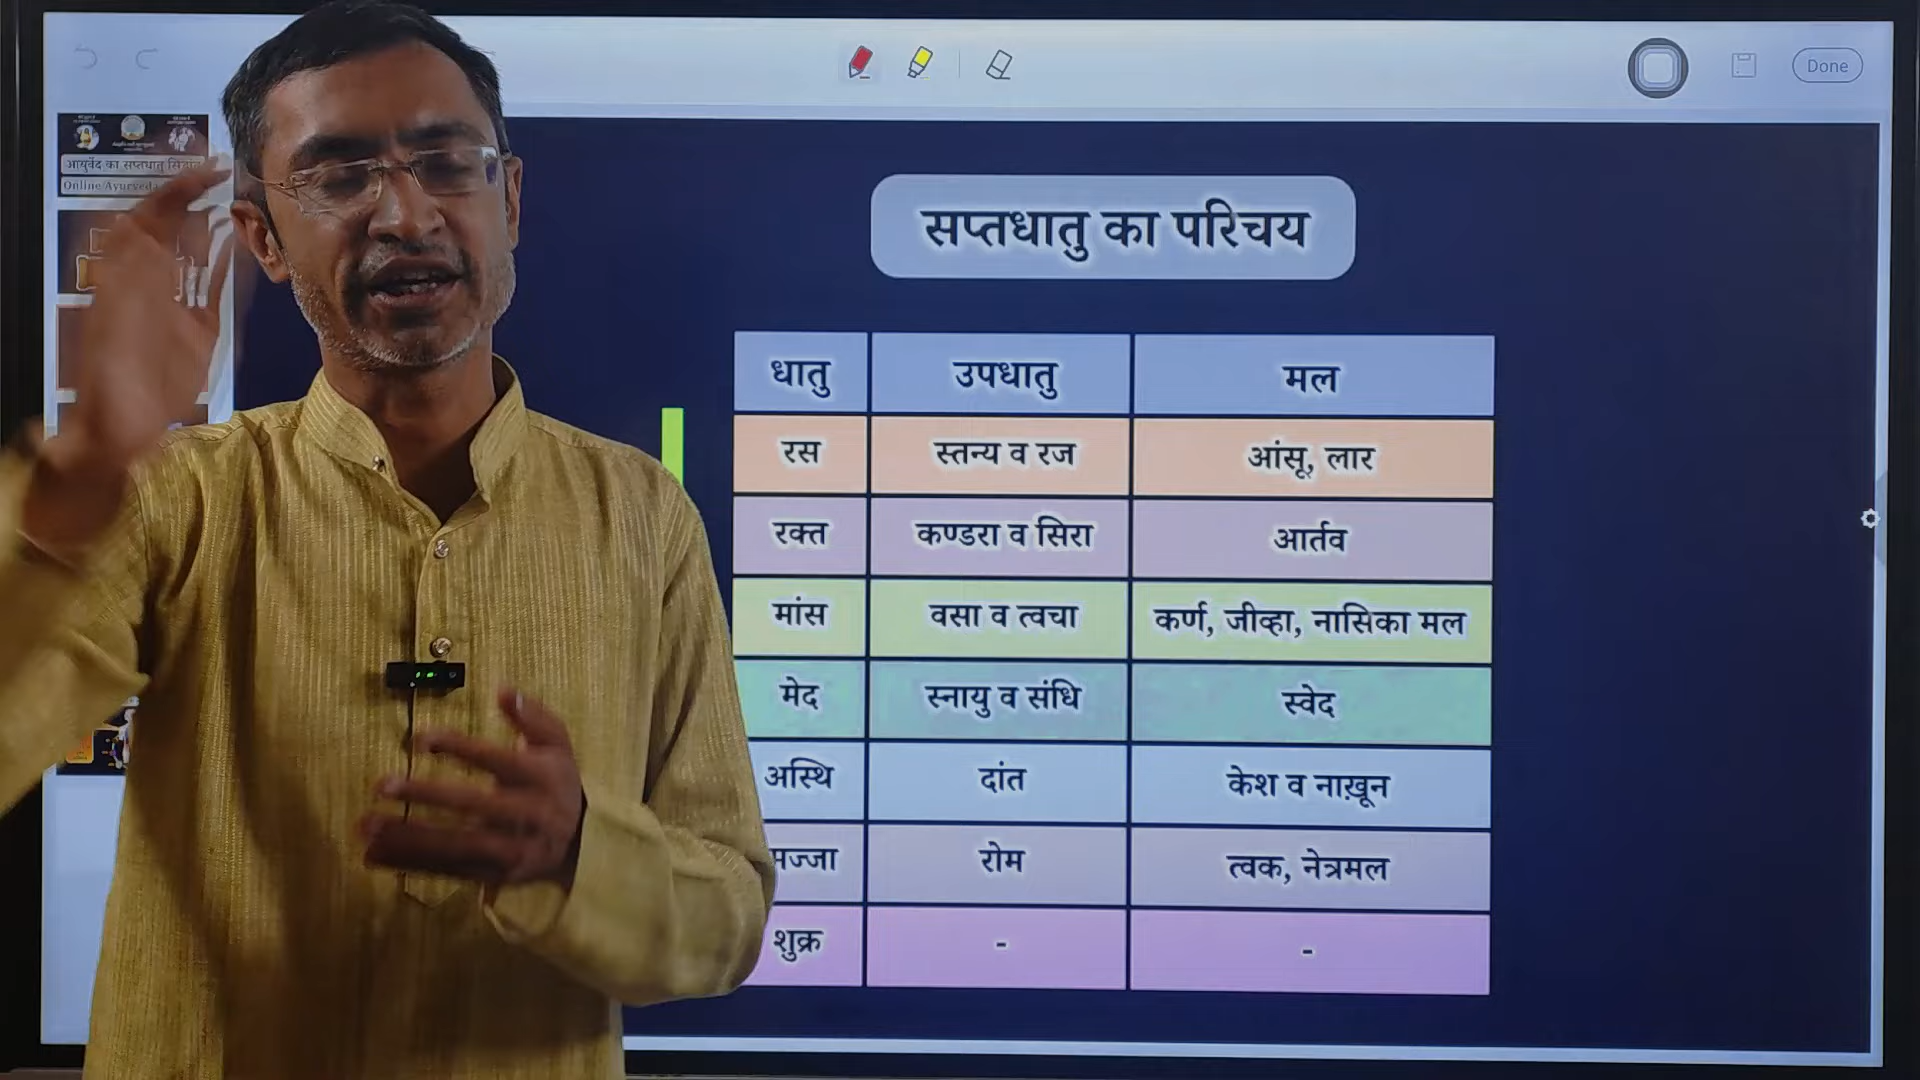 Done
आयुर्वेद का सप्तधातु सिद्धांत
Online Ayurveda
सप्तधातु का परिचय
धातु उपधातु मल
रस स्तन्य व रज आंसू, लार
रक्त कण्डरा व सिरा आर्तव
मांस वसा व त्वचा कर्ण, जीव्हा, नासिका मल
मेद स्नायु व संधि स्वेद
अस्थि दांत केश व नाख़ून
मज्जा रोम त्वक, नेत्रमल
शुक्र - -